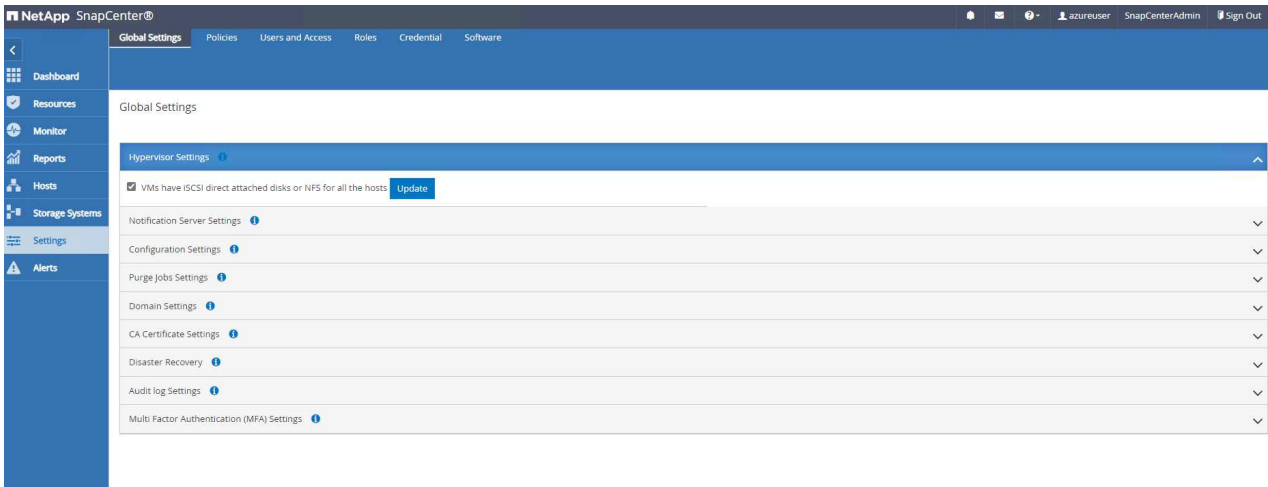 NetApp SnapCenter®
azureuser SnapCenterAdmin Sign Out
Global Settings Policies Users and Access Roles Credential Software
Dashboard
Resources
Monitor
Reports
Hosts
Storage Systems
Settings
Alerts
Global Settings
Hypervisor Settings
VMs have iSCSI direct attached disks or NFS for all the hosts Update
Notification Server Settings
Configuration Settings
Purge Jobs Settings
Domain Settings
CA Certificate Settings
Disaster Recovery
Audit log Settings
Multi Factor Authentication (MFA) Settings